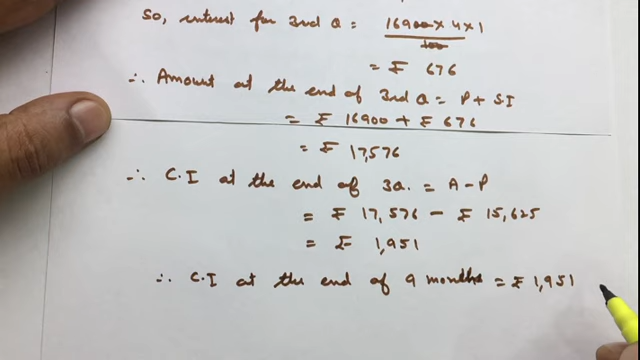 So, interest for 3rd Q = 16900 × 4 × 1
100
= ₹ 676
∴ Amount at the end of 3rd Q = P + S.I
= ₹ 16900 + ₹ 676
= ₹ 17,576
∴ C.I at the end of 3Q. = A - P
= ₹ 17,576 - ₹ 15,625
= ₹ 1,951
∴ C.I at the end of 9 months = ₹ 1,951